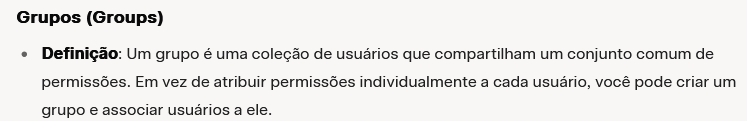 Grupos (Groups)
• Definição: Um grupo é uma coleção de usuários que compartilham um conjunto comum de
permissões. Em vez de atribuir permissões individualmente a cada usuário, você pode criar um
grupo e associar usuários a ele.